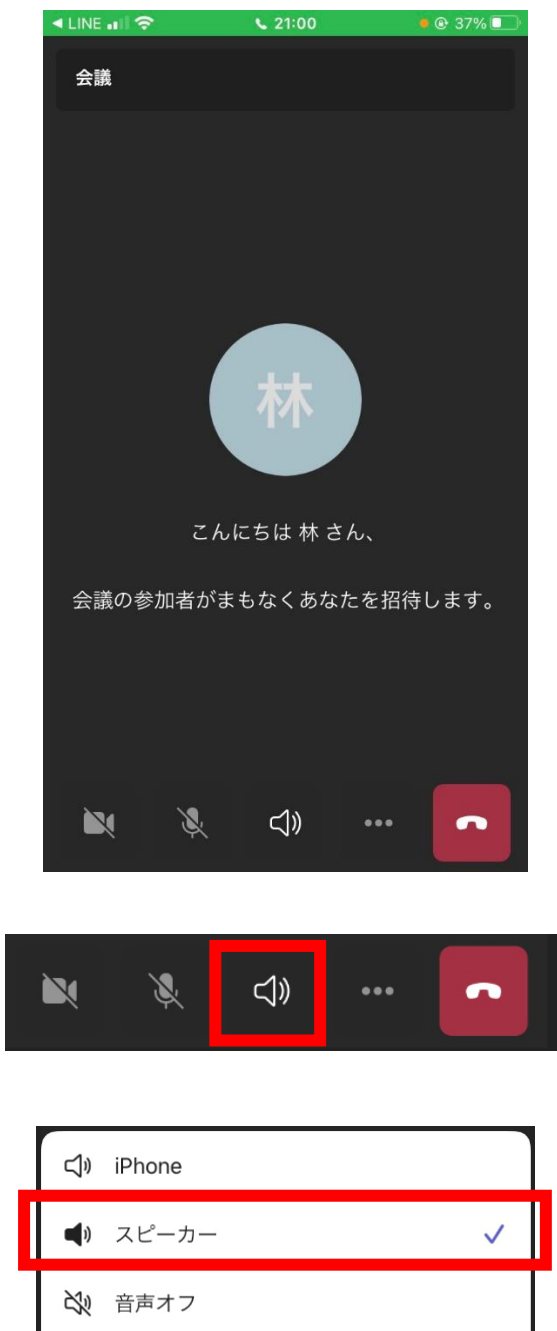 ◀ LINE 21:00 37%
会議
林
こんにちは 林 さん、
会議の参加者がまもなくあなたを招待します。
iPhone
スピーカー
音声オフ